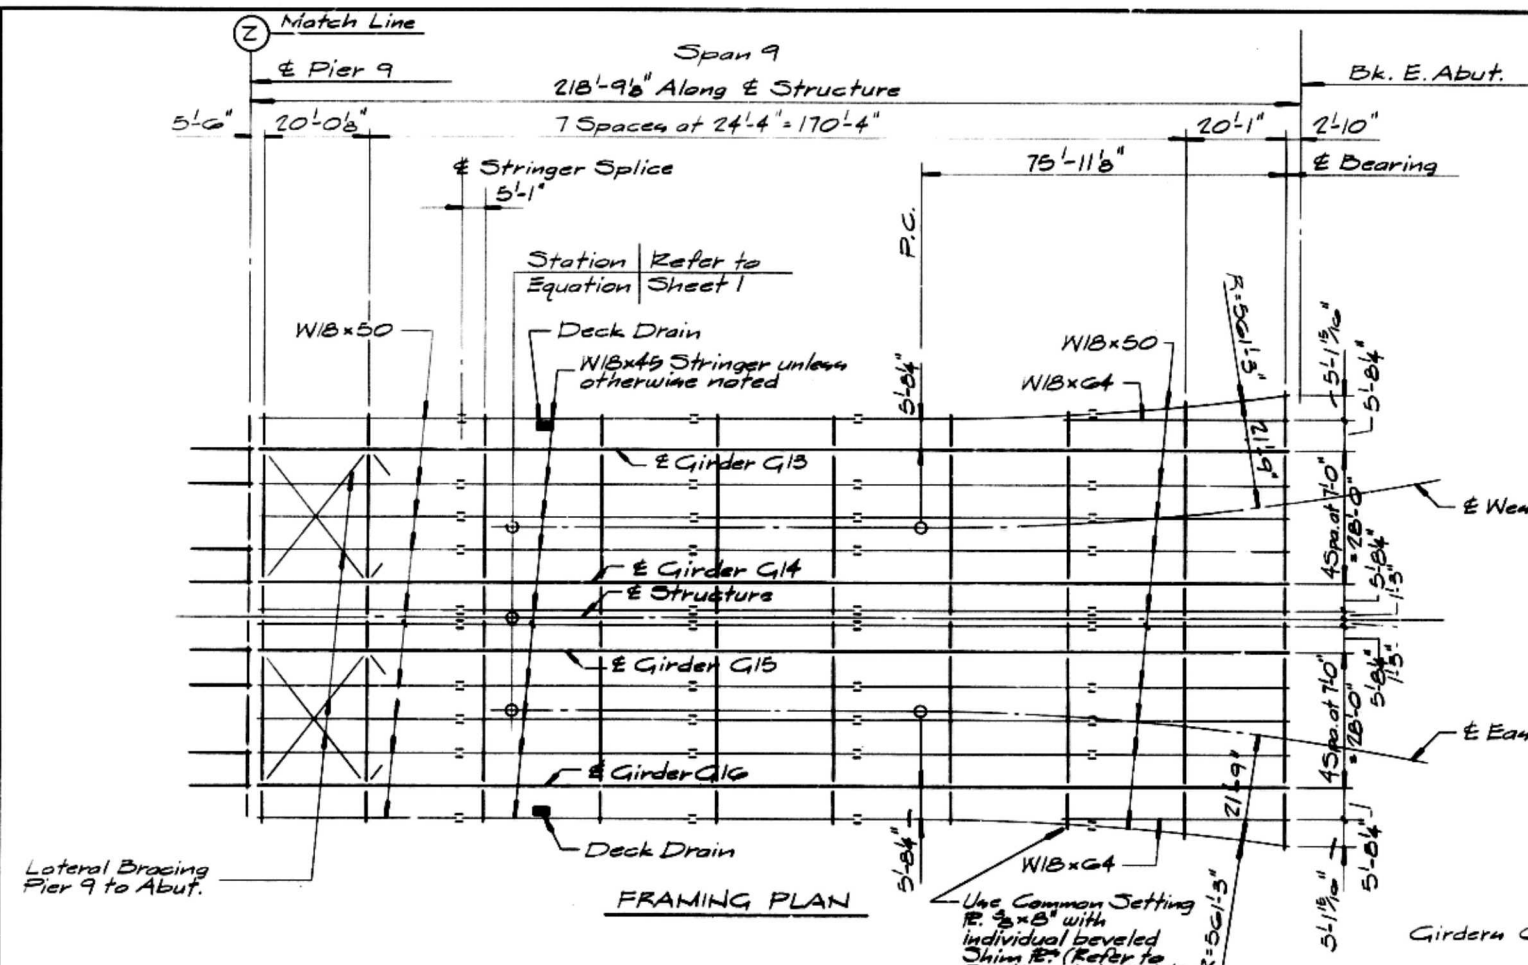 Z
Match Line
℄ Pier 9
Span 9
218'-9⅛" Along ℄ Structure
Bk. E. Abut.
5'-6"
20'-0⅛"
7 Spaces at 24'-4" = 170'-4"
20'-1"
2'-10"
℄ Stringer Splice
5'-1"
75'-11⅛"
℄ Bearing
P.C.
Station | Refer to
Equation | Sheet 1
W18×50
Deck Drain
W18×45 Stringer unless
otherwise noted
5'-8¼"
W18×50
W18×64
R=561'-3"
21'-9"
5'-1 15/16"
5'-8¼"
℄ Girder G13
4 Spa. at 7'-0"
= 28'-0"
℄ Girder G14
℄ Structure
5'-8¼"
1'-3"
℄ Girder G15
5'-8¼"
1'-3"
4 Spa. at 7'-0"
= 28'-0"
℄ Girder G16
21'-9"
Deck Drain
5'-8¼"
W18×64
5'-8¼"
5'-1 15/16"
R=561'-3"
Lateral Bracing
Pier 9 to Abut.
FRAMING PLAN
Use Common Setting
℞. ⅜×8" with
individual beveled
Shim ℞s (Refer to
Girders